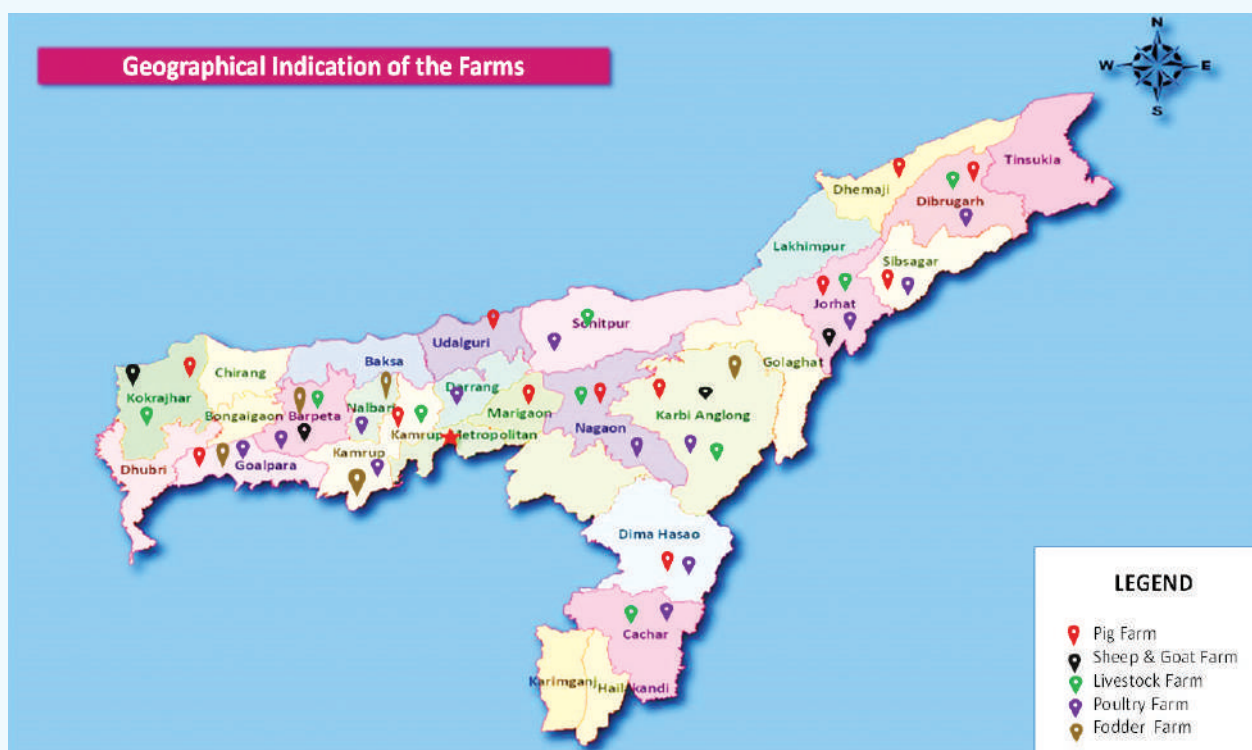 Geographical Indication of the Farms
N
W E
S
Tinsukia
Dhemaji
Dibrugarh
Lakhimpur
Sibsagar
Jorhat
Sonitpur
Udalguri
Golaghat
Baksa
Chirang
Darrang
Kokrajhar
Nalbari
Bongaigaon
Barpeta
Marigaon
Karbi Anglong
Nagaon
Kamrup Metropolitan
Kamrup
Dhubri
Goalpara
Dima Hasao
Cachar
Karimganj
Hailakandi
LEGEND
Pig Farm
Sheep & Goat Farm
Livestock Farm
Poultry Farm
Fodder Farm